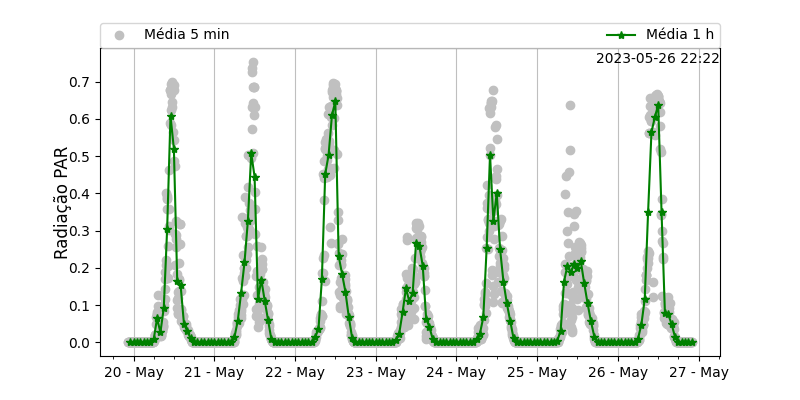 Média 5 min
Média 1 h
2023-05-26 22:22
Radiação PAR
0.7
0.6
0.5
0.4
0.3
0.2
0.1
0.0
20 - May
21 - May
22 - May
23 - May
24 - May
25 - May
26 - May
27 - May